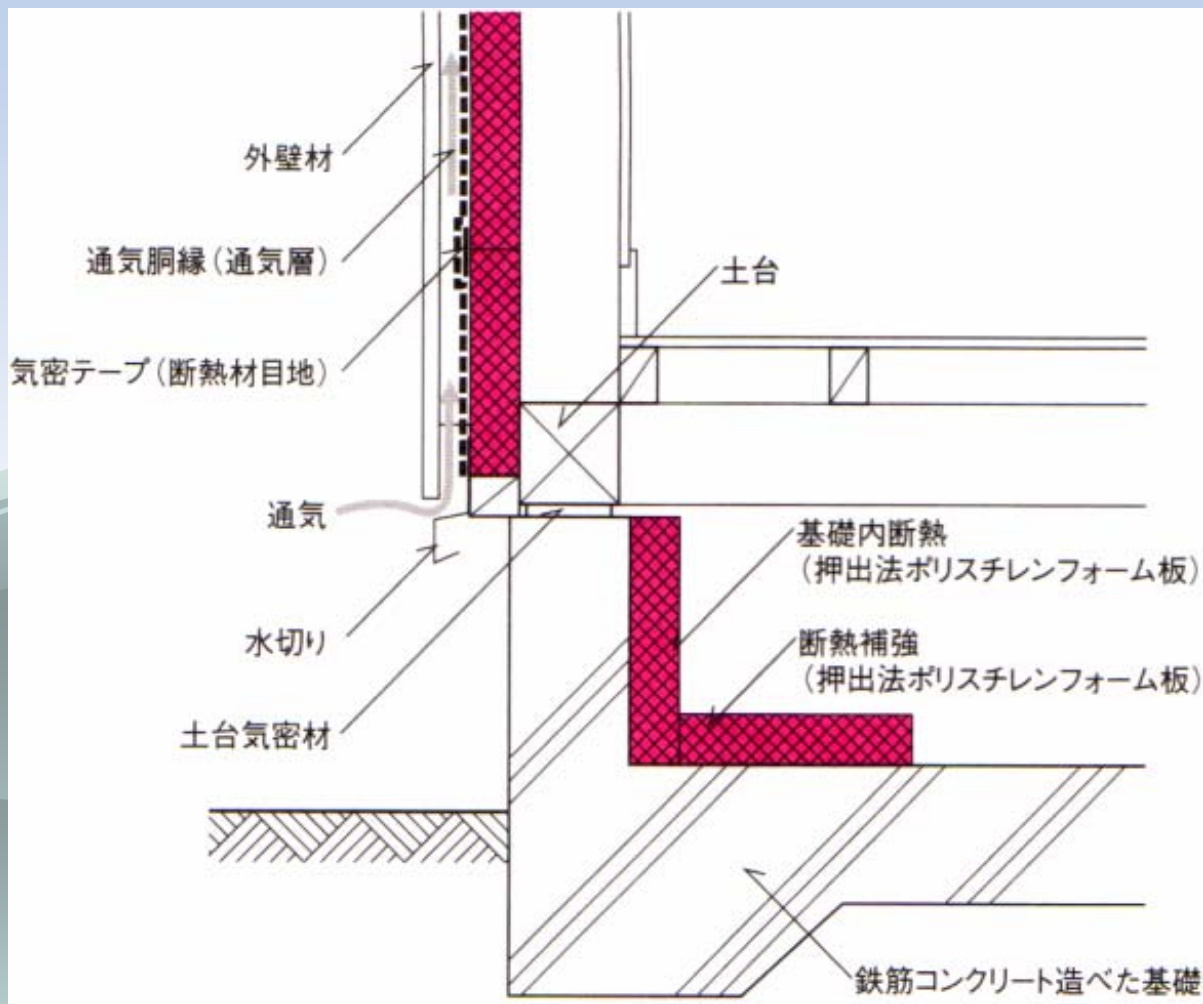 外壁材
通気胴縁(通気層)
気密テープ(断熱材目地)
通気
水切り
土台気密材
土台
基礎内断熱
(押出法ポリスチレンフォーム板)
断熱補強
(押出法ポリスチレンフォーム板)
鉄筋コンクリート造べた基礎